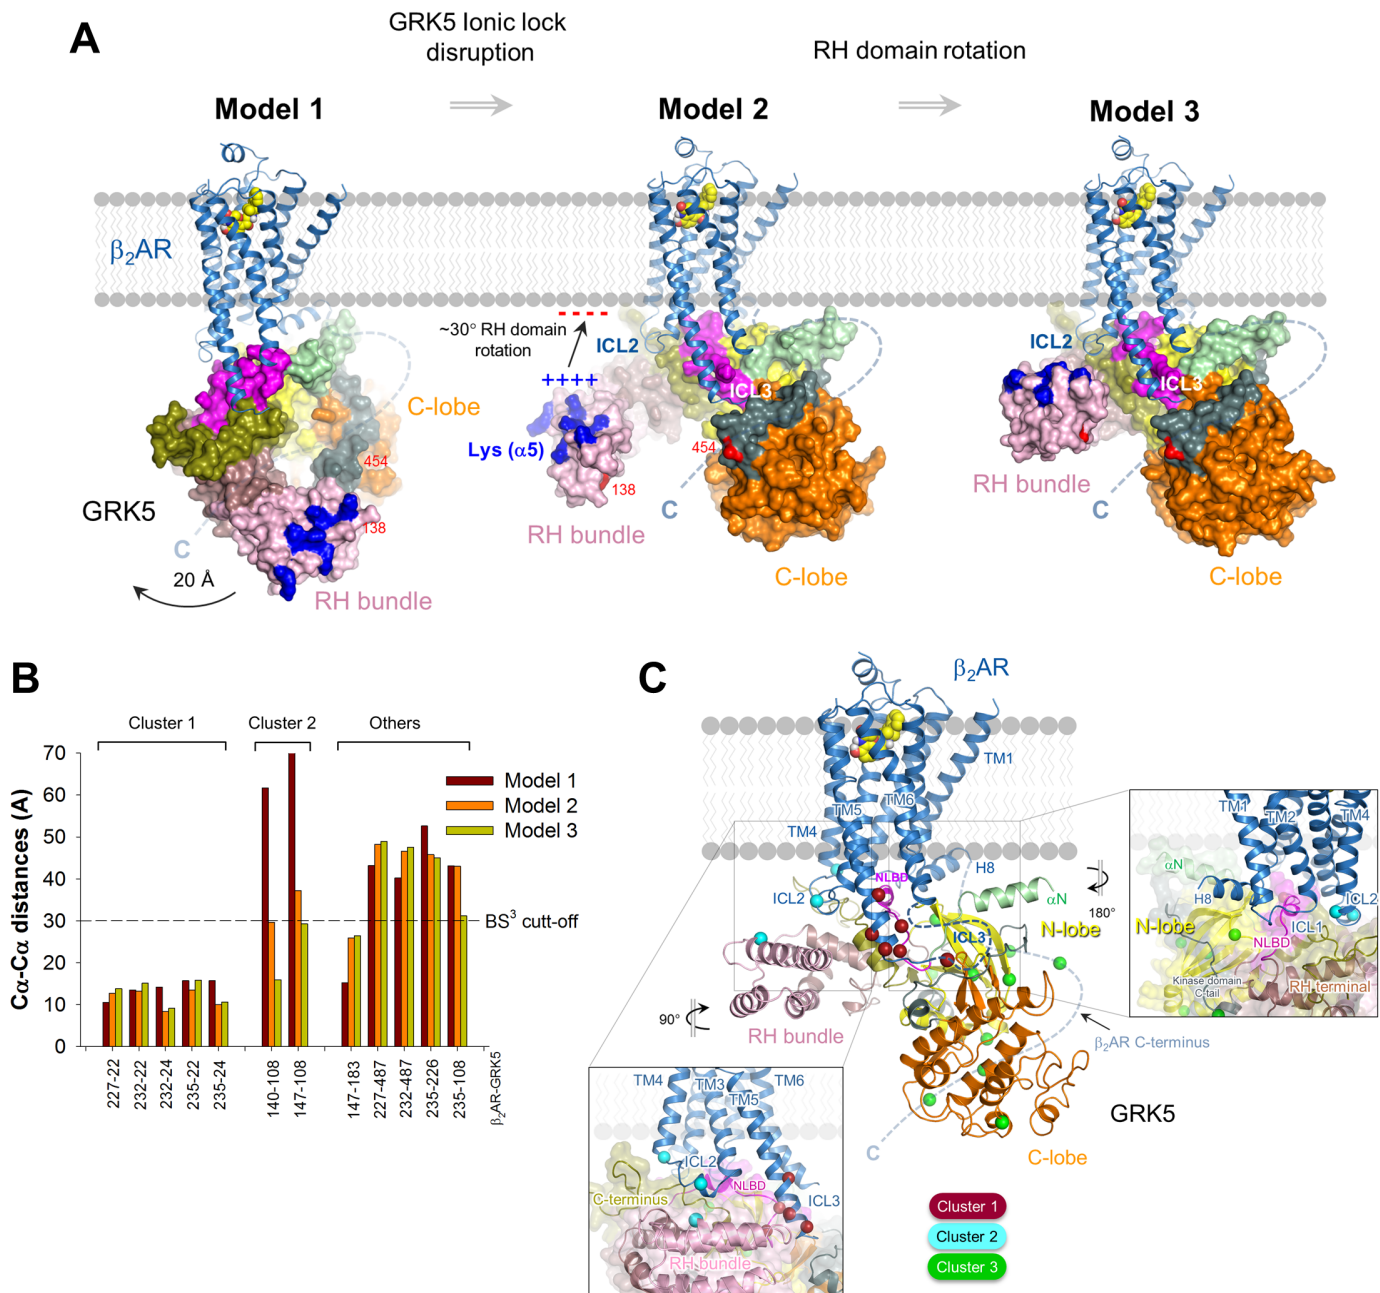 A
GRK5 Ionic lock
disruption
RH domain rotation
Model 1
Model 2
Model 3
β2AR
~30° RH domain
rotation
ICL2
ICL2
++++
ICL3
ICL3
C-lobe
Lys (α5)
454
454
138
138
GRK5
C
C
C
RH bundle
RH bundle
20 Å
RH bundle
C-lobe
C-lobe
B
Cluster 1
Cluster 2
Others
70
60
50
40
30
20
10
0
Cα-Cα distances (A)
Model 1
Model 2
Model 3
BS³ cutt-off
227-22
232-22
232-24
235-22
235-24
140-108
147-108
147-183
227-487
232-487
235-226
235-108
β2AR-GRK5
C
β2AR
TM1
TM6
TM5
TM4
H8
NLBD
ICL2
αN
N-lobe
ICL3
RH bundle
90°
180°
β2AR C-terminus
GRK5
C
C-lobe
TM1
TM2
TM4
αN
H8
ICL2
N-lobe
ICL1
NLBD
Kinase domain
C-tail
RH terminal
TM4
TM3
TM6
TM5
ICL2
NLBD
C-terminus
ICL3
RH bundle
Cluster 1
Cluster 2
Cluster 3